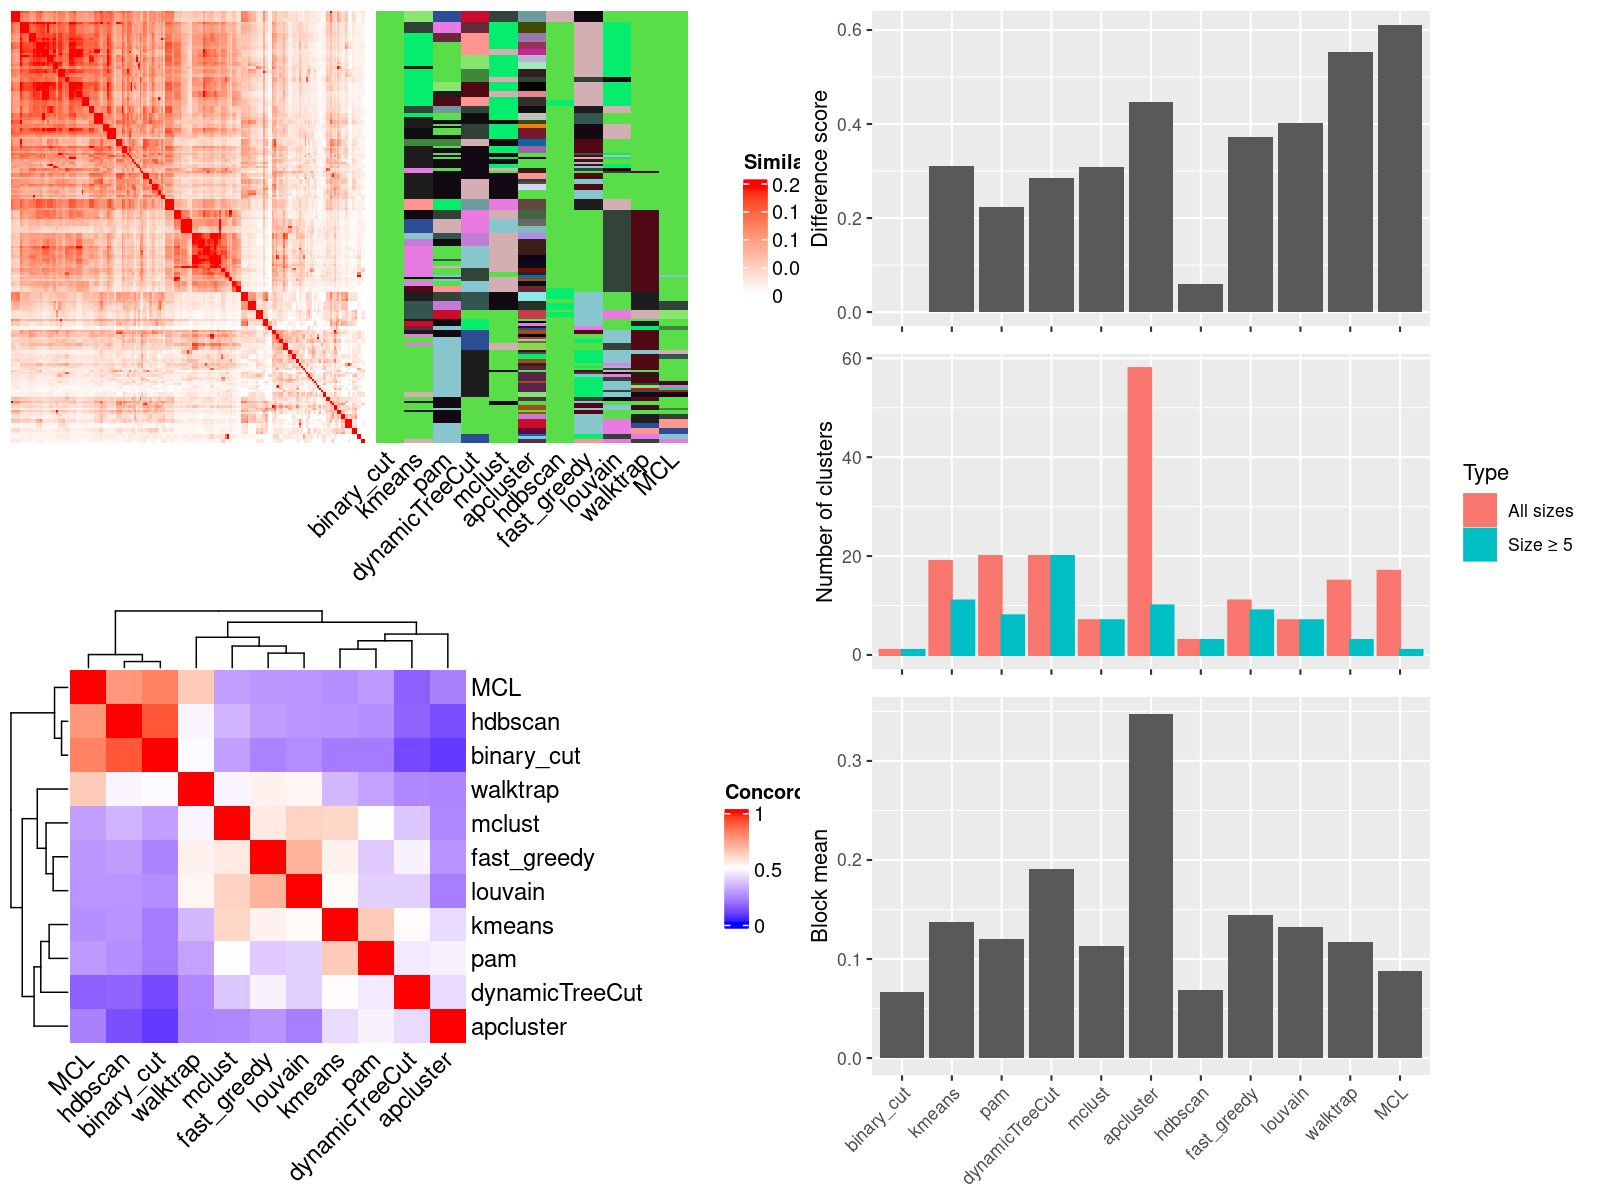 Simila
0.2
0.1
0.1
0.0
0
binary_cut
kmeans
pam
dynamicTreeCut
mclust
apcluster
hdbscan
fast_greedy
louvain
walktrap
MCL
MCL
hdbscan
binary_cut
walktrap
mclust
fast_greedy
louvain
kmeans
pam
dynamicTreeCut
apcluster
MCL
hdbscan
binary_cut
walktrap
mclust
fast_greedy
louvain
kmeans
pam
dynamicTreeCut
apcluster
Concord
1
0.5
0
Difference score
0.6
0.4
0.2
0.0
Number of clusters
60
40
20
0
Type
All sizes
Size ≥ 5
Block mean
0.3
0.2
0.1
0.0
binary_cut
kmeans
pam
dynamicTreeCut
mclust
apcluster
hdbscan
fast_greedy
louvain
walktrap
MCL